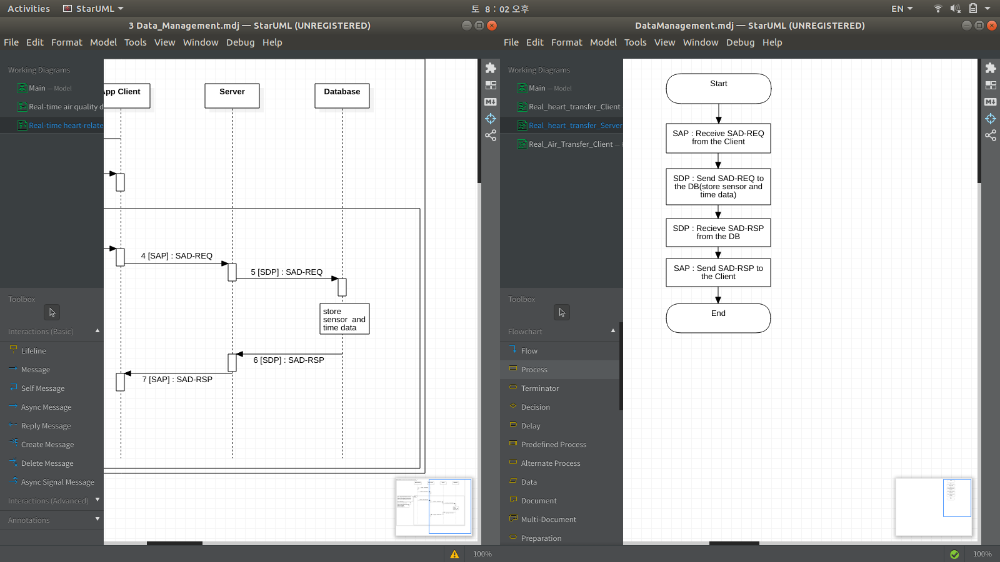 Activities
StarUML
토 8 : 02 오후
EN
3 Data_Management.mdj — StarUML (UNREGISTERED)
File Edit Format Model Tools View Window Debug Help
Working Diagrams
Main — Model
Real-time air quality d
Real-time heart-relate
Toolbox
Interactions (Basic)
Lifeline
Message
Self Message
Async Message
Reply Message
Create Message
Delete Message
Async Signal Message
Interactions (Advanced)
Annotations
App Client
Server
Database
4 [SAP] : SAD-REQ
5 [SDP] : SAD-REQ
store
sensor and
time data
6 [SDP] : SAD-RSP
7 [SAP] : SAD-RSP
100%
DataManagement.mdj — StarUML (UNREGISTERED)
File Edit Format Model Tools View Window Debug Help
Working Diagrams
Main — Model
Real_heart_transfer_Client
Real_heart_transfer_Server
Real_Air_Transfer_Client —
Toolbox
Flowchart
Flow
Process
Terminator
Decision
Delay
Predefined Process
Alternate Process
Data
Document
Multi-Document
Preparation
Start
SAP : Receive SAD-REQ
from the Client
SDP : Send SAD-REQ to
the DB(store sensor and
time data)
SDP : Recieve SAD-RSP
from the DB
SAP : Send SAD-RSP to
the Client
End
100%